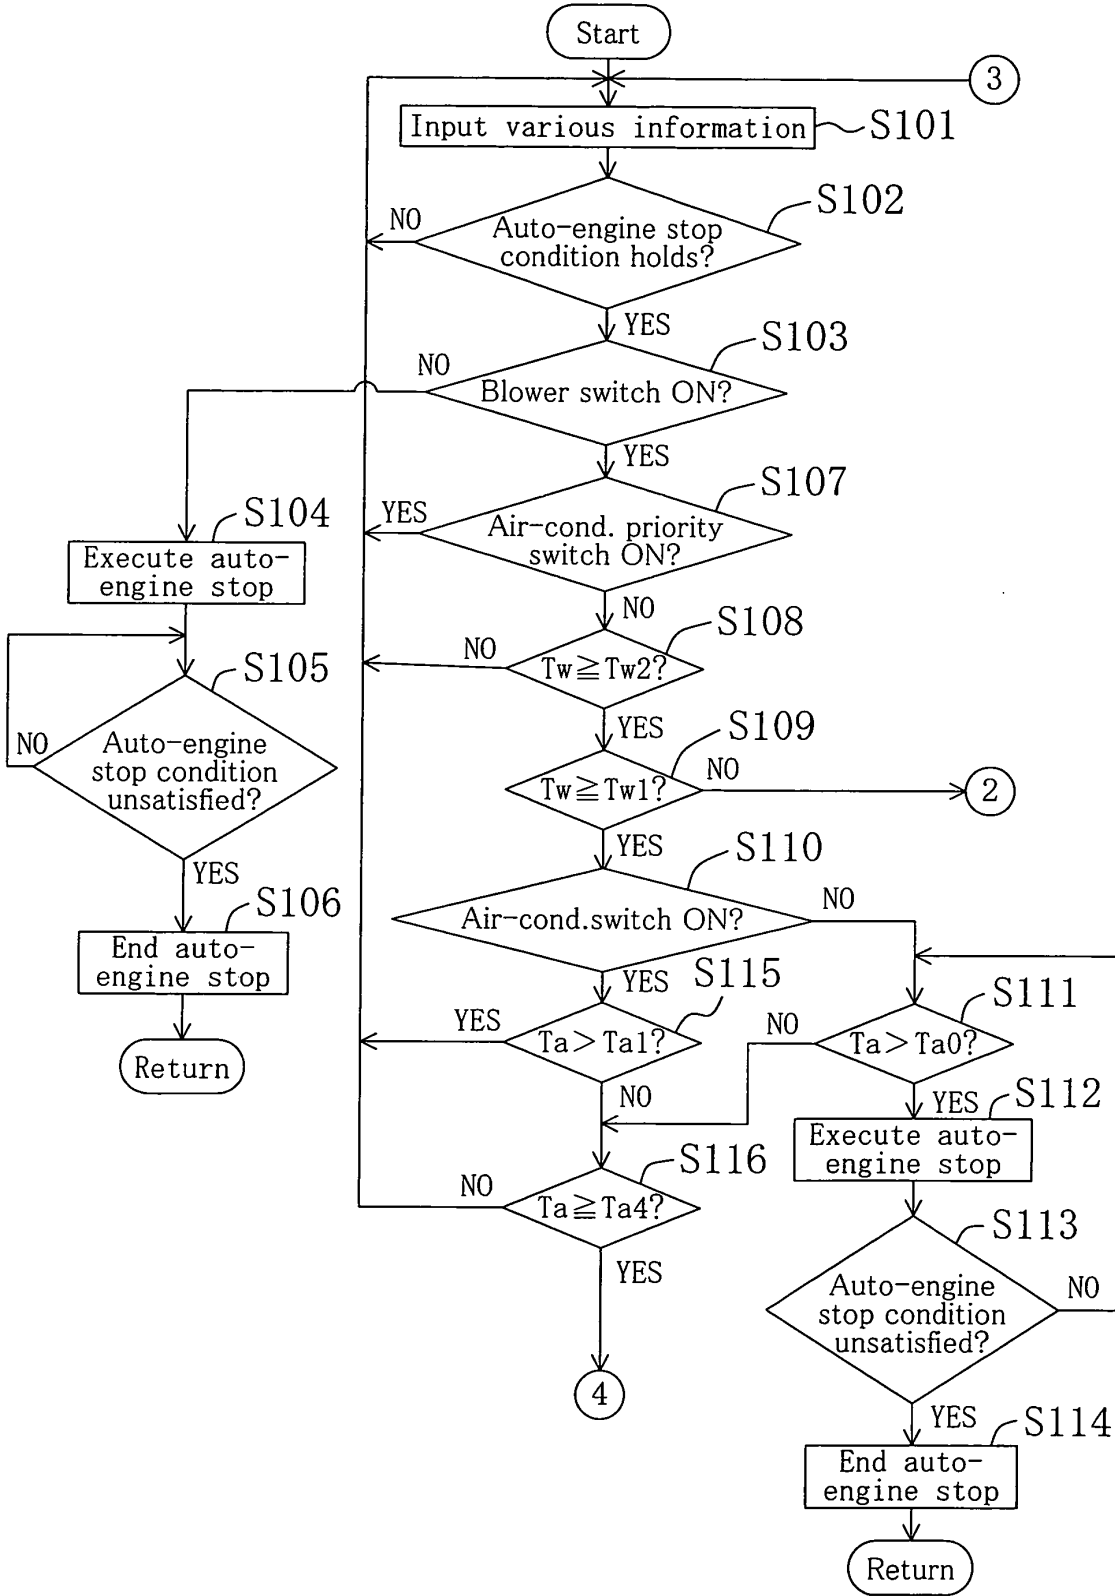 Start
3
Input various information
S101
Auto-engine stop
condition holds?
S102
NO
YES
Blower switch ON?
S103
NO
YES
Air-cond. priority
switch ON?
S107
YES
NO
Execute auto-
engine stop
S104
Tw≧Tw2?
S108
NO
YES
Auto-engine
stop condition
unsatisfied?
S105
NO
YES
Tw≧Tw1?
S109
NO
2
YES
Air-cond.switch ON?
S110
NO
YES
End auto-
engine stop
S106
Return
Ta>Ta1?
S115
YES
NO
Ta>Ta0?
S111
NO
YES
Execute auto-
engine stop
S112
Ta≧Ta4?
S116
NO
YES
4
Auto-engine
stop condition
unsatisfied?
S113
NO
YES
End auto-
engine stop
S114
Return